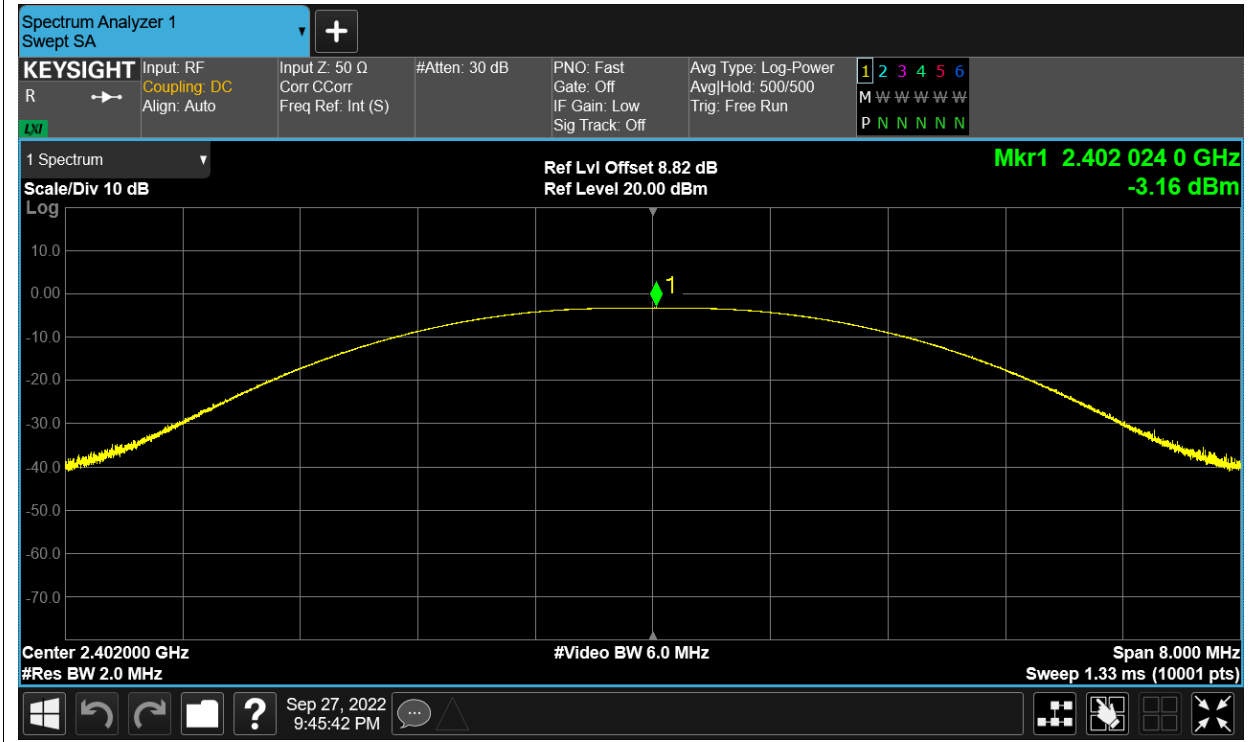 Spectrum Analyzer 1
Swept SA
+
KEYSIGHT
R
LXI
Input: RF
Coupling: DC
Align: Auto
Input Z: 50 Ω
Corr CCorr
Freq Ref: Int (S)
#Atten: 30 dB
PNO: Fast
Gate: Off
IF Gain: Low
Sig Track: Off
Avg Type: Log-Power
Avg|Hold: 500/500
Trig: Free Run
1 2 3 4 5 6
M W W W W W W
P N N N N N N
1 Spectrum
Scale/Div 10 dB
Log
Ref Lvl Offset 8.82 dB
Ref Level 20.00 dBm
Mkr1 2.402 024 0 GHz
-3.16 dBm
10.0
0.00
-10.0
-20.0
-30.0
-40.0
-50.0
-60.0
-70.0
1
Center 2.402000 GHz
#Res BW 2.0 MHz
#Video BW 6.0 MHz
Span 8.000 MHz
Sweep 1.33 ms (10001 pts)
?
Sep 27, 2022
9:45:42 PM